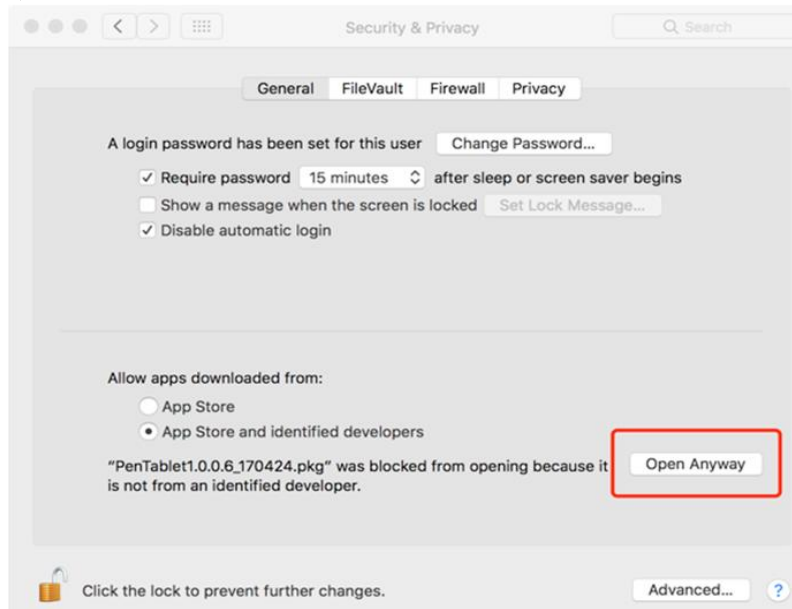 Security & Privacy
Search
General FileVault Firewall Privacy
A login password has been set for this user Change Password...
Require password 15 minutes after sleep or screen saver begins
Show a message when the screen is locked Set Lock Message...
Disable automatic login
Allow apps downloaded from:
App Store
App Store and identified developers
“PenTablet1.0.0.6_170424.pkg” was blocked from opening because it
is not from an identified developer.
Open Anyway
Click the lock to prevent further changes.
Advanced... ?